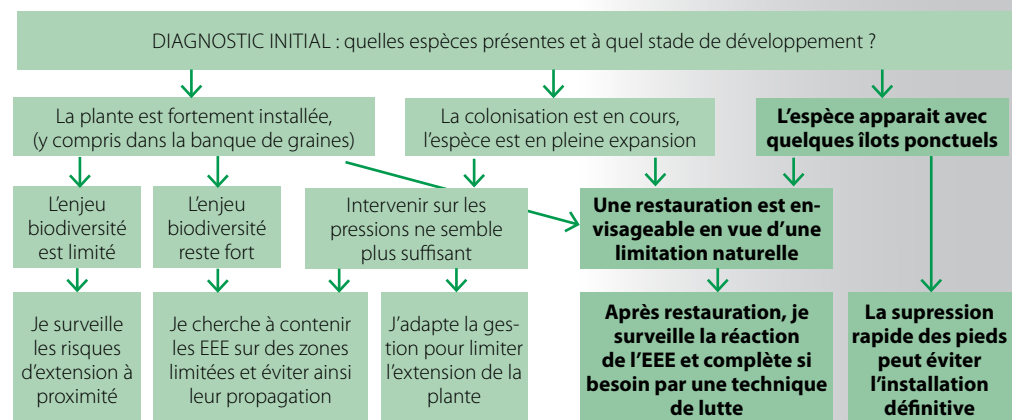 DIAGNOSTIC INITIAL : quelles espèces présentes et à quel stade de développement ?
La plante est fortement installée,
(y compris dans la banque de graines)
La colonisation est en cours,
l’espèce est en pleine expansion
L’espèce apparait avec
quelques îlots ponctuels
L’enjeu
biodiversité
est limité
L’enjeu
biodiversité
reste fort
Intervenir sur les
pressions ne semble
plus suffisant
Une restauration est en-
visageable en vue d’une
limitation naturelle
Je surveille
les risques
d’extension à
proximité
Je cherche à contenir
les EEE sur des zones
limitées et éviter ainsi
leur propagation
J’adapte la ges-
tion pour limiter
l’extension de la
plante
Après restauration, je
surveille la réaction
de l’EEE et complète si
besoin par une technique
de lutte
La supression
rapide des pieds
peut éviter
l’installation
définitive